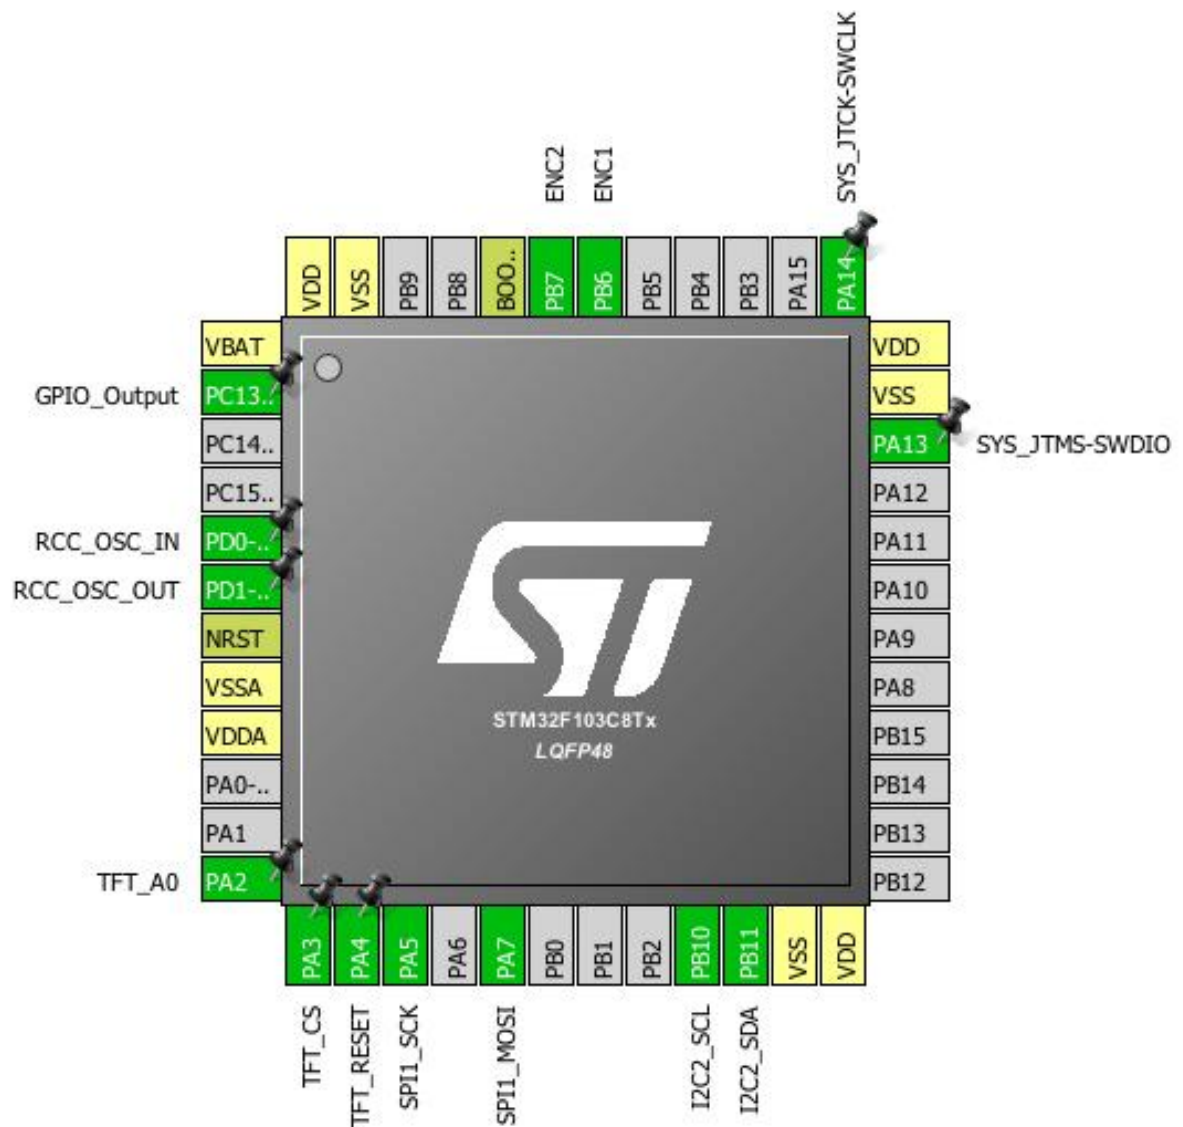 SYS_JTCK-SWCLK
ENC2
ENC1
VDD
VSS
PB9
PB8
BOO..
PB7
PB6
PB5
PB4
PB3
PA15
PA14
VBAT
GPIO_Output PC13..
PC14..
PC15..
RCC_OSC_IN PD0-..
RCC_OSC_OUT PD1-..
NRST
VSSA
VDDA
PA0-..
PA1
TFT_A0 PA2
VDD
VSS
PA13 SYS_JTMS-SWDIO
PA12
PA11
PA10
PA9
PA8
PB15
PB14
PB13
PB12
ST
STM32F103C8Tx
LQFP48
PA3
PA4
PA5
PA6
PA7
PB0
PB1
PB2
PB10
PB11
VSS
VDD
TFT_CS
TFT_RESET
SPI1_SCK
SPI1_MOSI
I2C2_SCL
I2C2_SDA